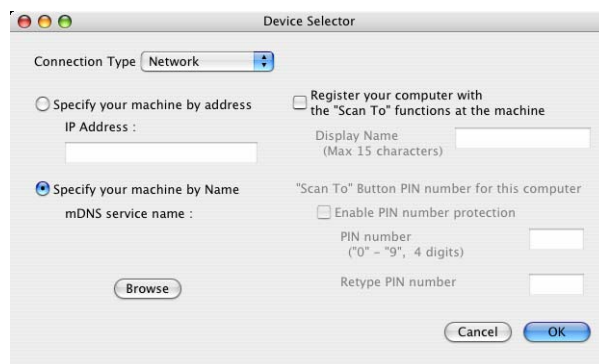 Device Selector
Connection Type Network
Specify your machine by address
IP Address :
Specify your machine by Name
mDNS service name :
Browse
Register your computer with
the "Scan To" functions at the machine
Display Name
(Max 15 characters)
"Scan To" Button PIN number for this computer
Enable PIN number protection
PIN number
("0" - "9", 4 digits)
Retype PIN number
Cancel OK